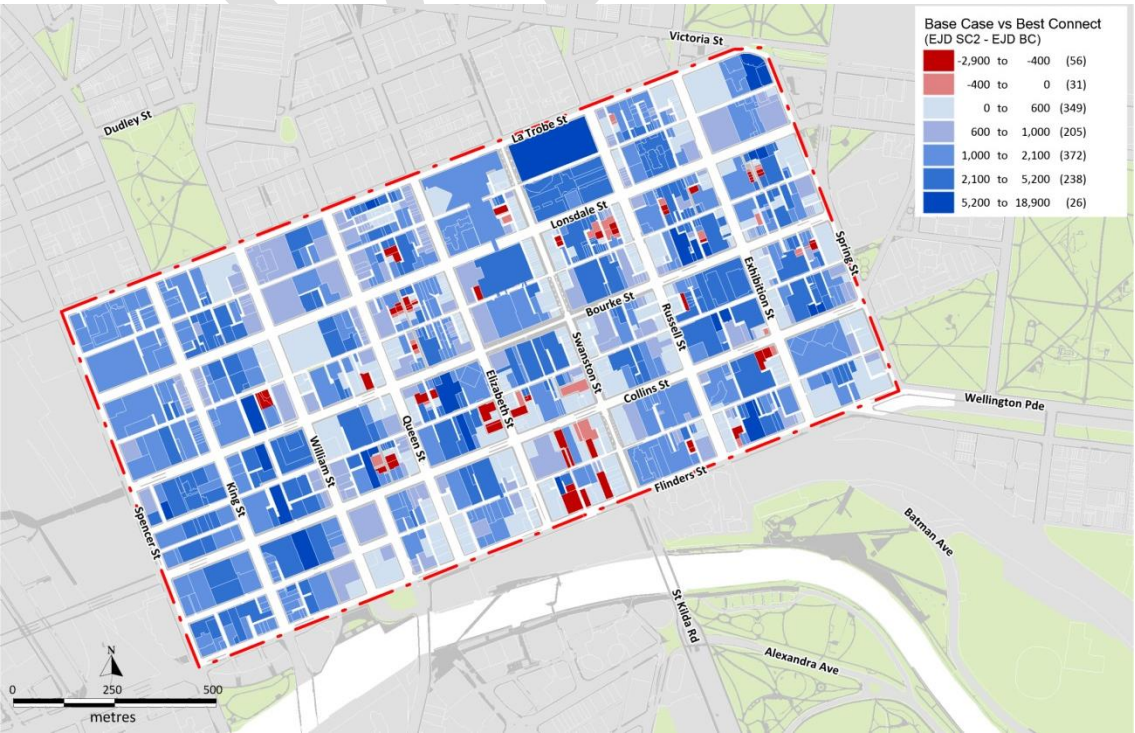 Base Case vs Best Connect
(EJD SC2 - EJD BC)
-2,900 to -400 (56)
-400 to 0 (31)
0 to 600 (349)
600 to 1,000 (205)
1,000 to 2,100 (372)
2,100 to 5,200 (238)
5,200 to 18,900 (26)
Victoria St
Dudley St
La Trobe St
Lonsdale St
Spring St
Exhibition St
Bourke St
Russell St
Swanston St
Elizabeth St
Collins St
Wellington Pde
Queen St
William St
King St
Flinders St
Spencer St
Batman Ave
St Kilda Rd
Alexandra Ave
N
0 250 500
metres